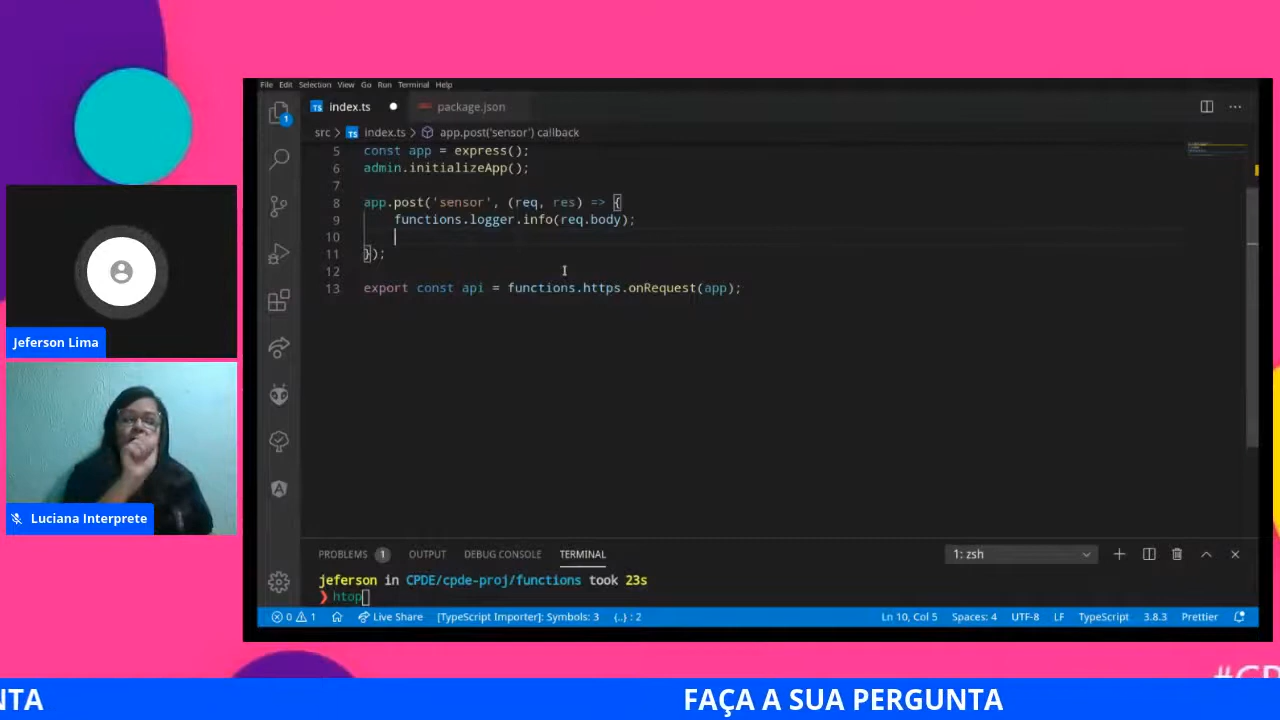 File Edit Selection View Go Run Terminal Help
TS index.ts package.json
1
src > TS index.ts > app.post('sensor') callback
5 const app = express();
6 admin.initializeApp();
7
8 app.post('sensor', (req, res) => {
9 functions.logger.info(req.body);
10
11 });
12
13 export const api = functions.https.onRequest(app);
Jeferson Lima
Luciana Interprete
PROBLEMS 1 OUTPUT DEBUG CONSOLE TERMINAL 1: zsh
jeferson in CPDE/cpde-proj/functions took 23s
❯ htop
0 1 Live Share [TypeScript Importer]: Symbols: 3 {..} : 2 Ln 10, Col 5 Spaces: 4 UTF-8 LF TypeScript 3.8.3 Prettier
NTA FAÇA A SUA PERGUNTA